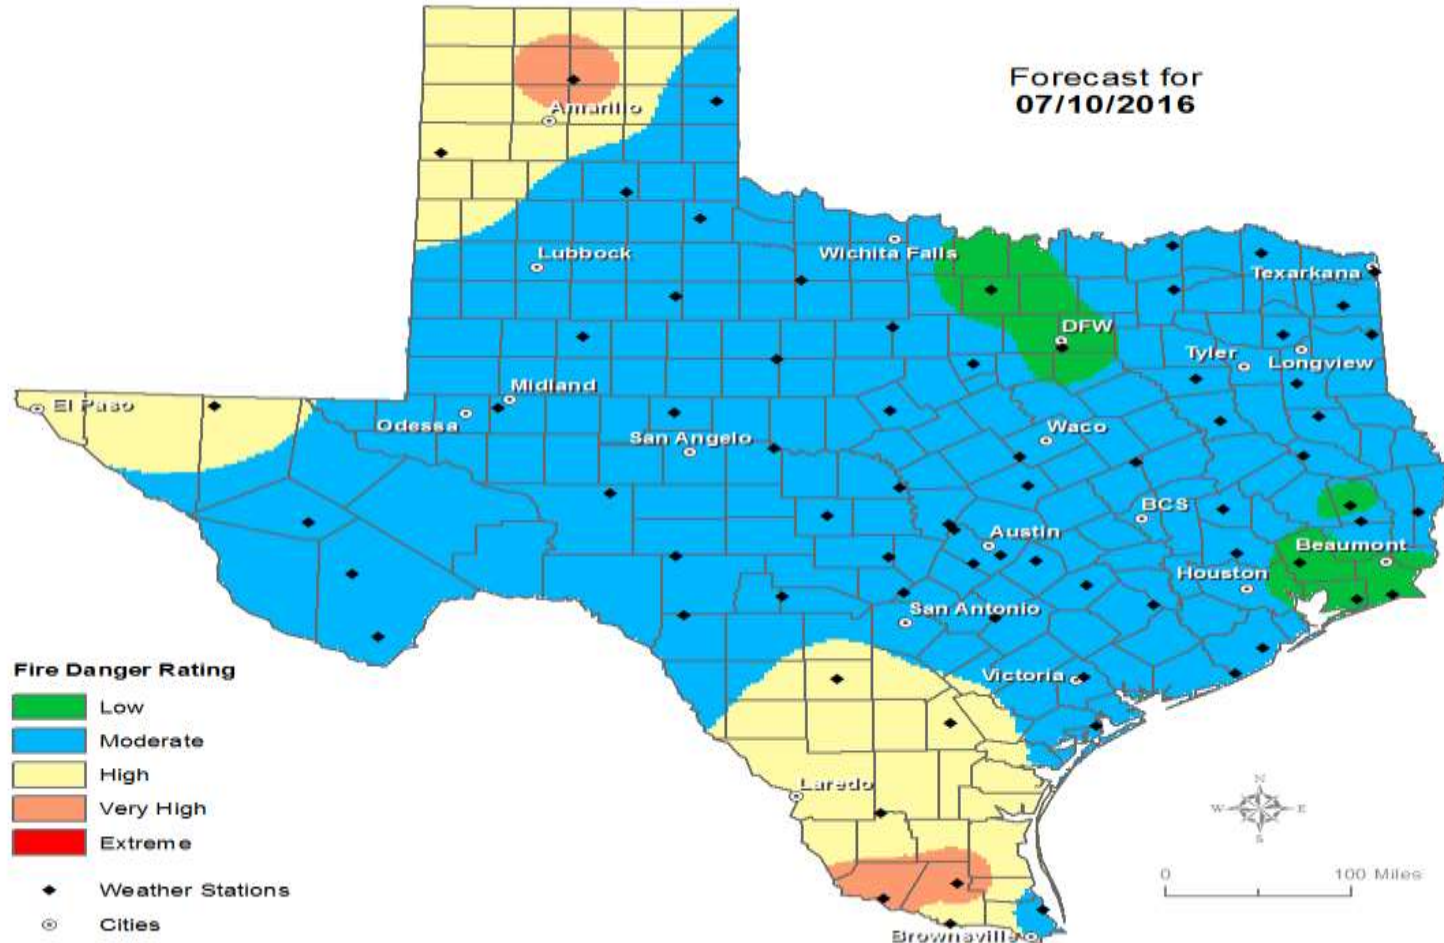 Forecast for
07/10/2016
Amarillo
Lubbock
Wichita Falls
Texarkana
DFW
Tyler
Longview
El Paso
Midland
Odessa
San Angelo
Waco
BCS
Austin
Beaumont
Houston
San Antonio
Victoria
Laredo
Brownsville
Fire Danger Rating
Low
Moderate
High
Very High
Extreme
Weather Stations
Cities
N
W E
S
0 100 Miles